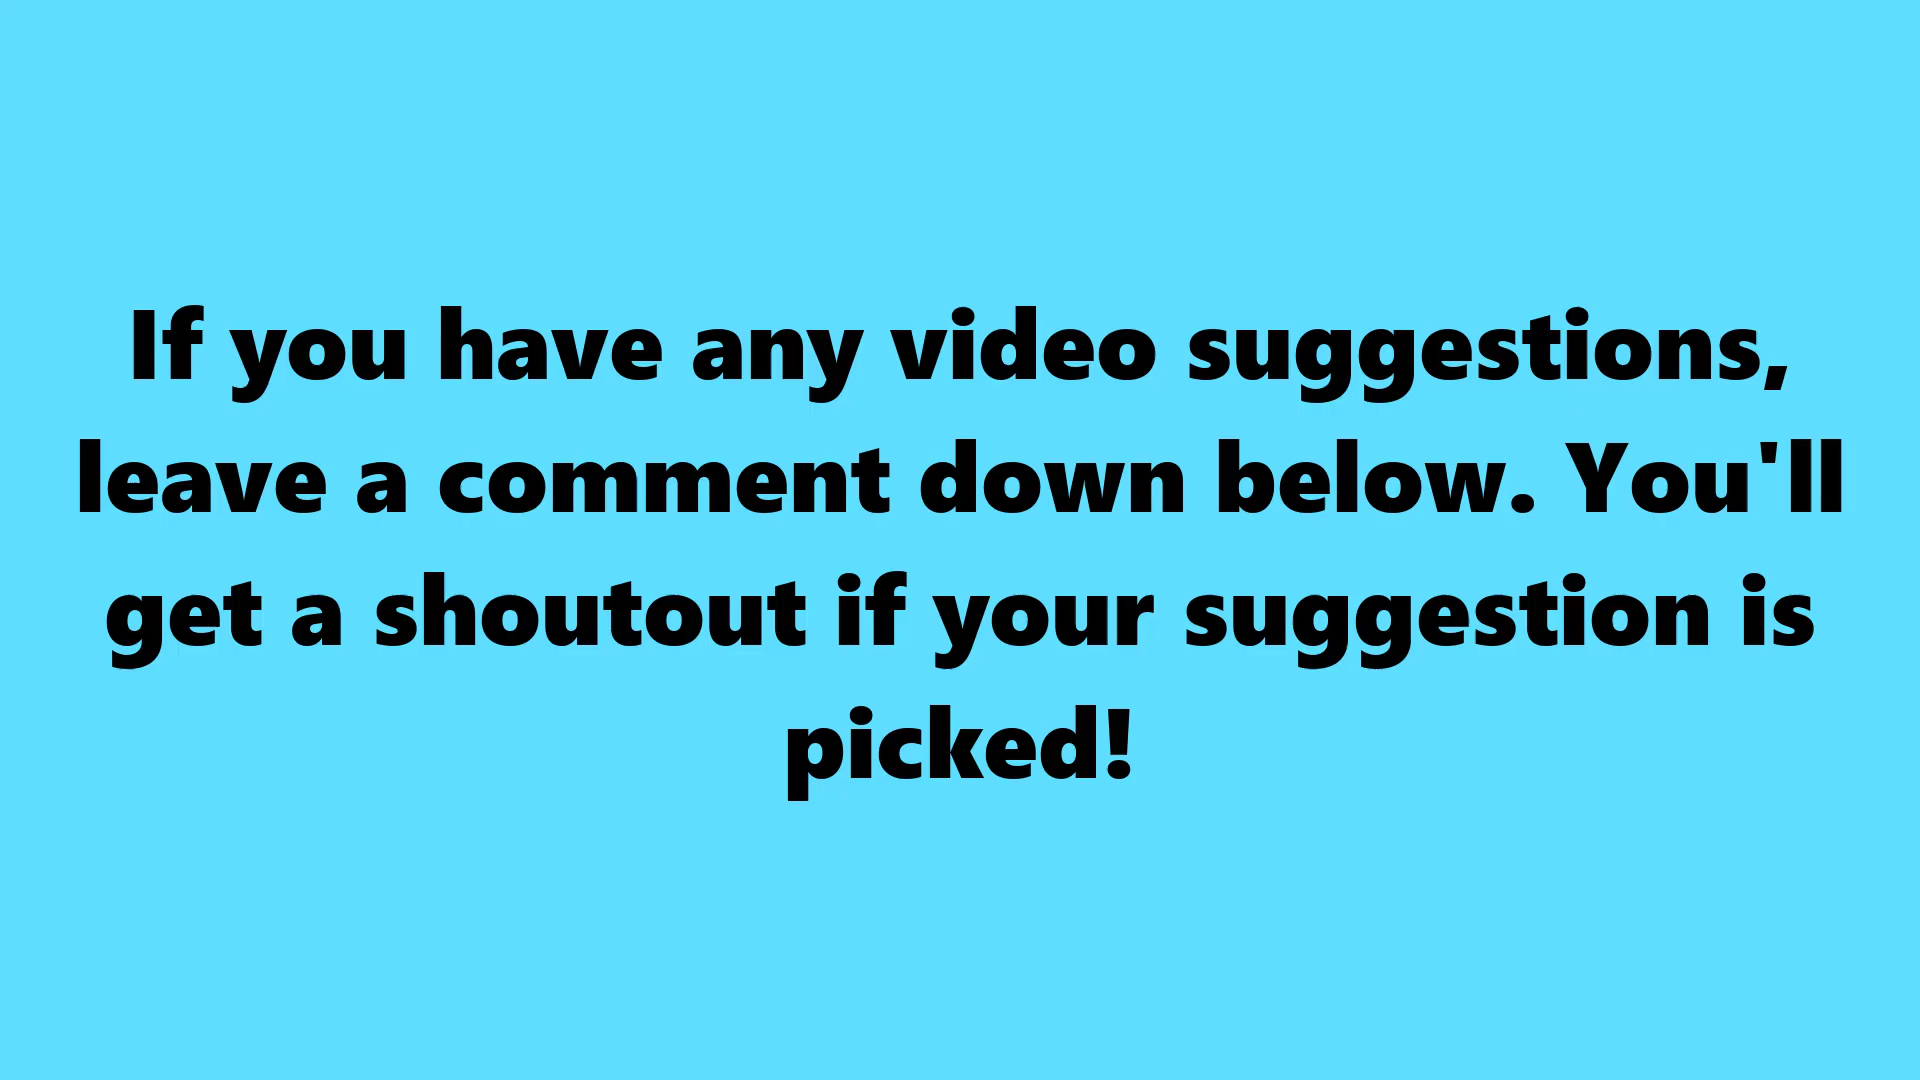 If you have any video suggestions,
leave a comment down below. You'll
get a shoutout if your suggestion is
picked!